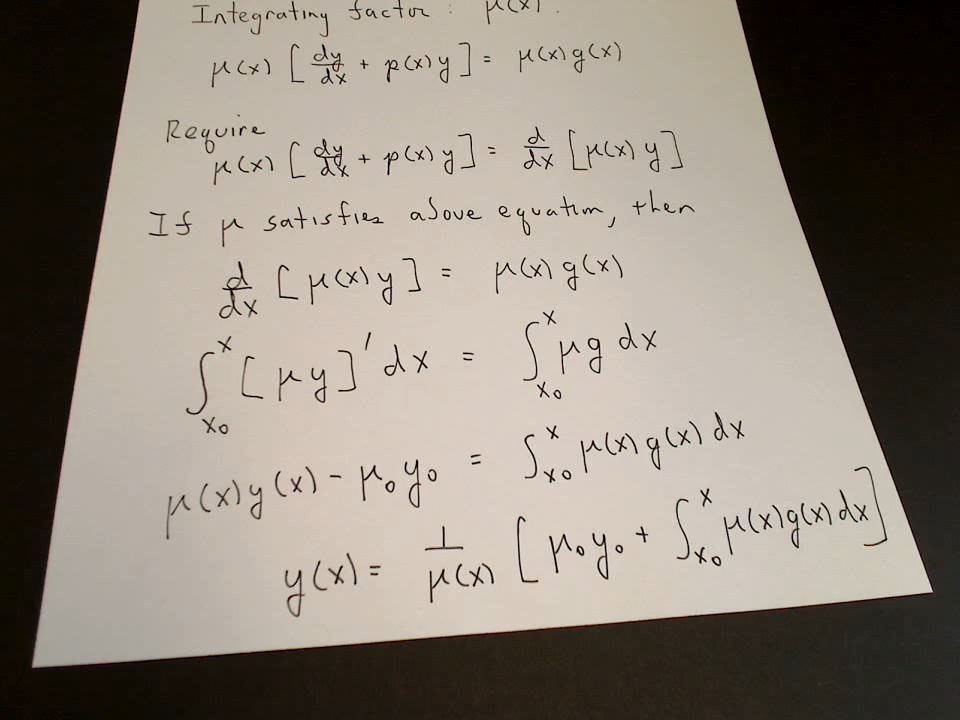 Integrating factor : μ(x).
μ(x) [ dy/dx + p(x) y ] = μ(x) g(x)
Require
μ(x) [ dy/dx + p(x) y ] = d/dx [ μ(x) y ]
If μ satisfies above equation, then
d/dx [ μ(x) y ] = μ(x) g(x)
∫_{x₀}^{x} [ μy ]′ dx = ∫_{x₀}^{x} μg dx
μ(x)y(x) - μ₀y₀ = ∫_{x₀}^{x} μ(x)g(x) dx
y(x) = 1/μ(x) [ μ₀y₀ + ∫_{x₀}^{x} μ(x)g(x) dx ]